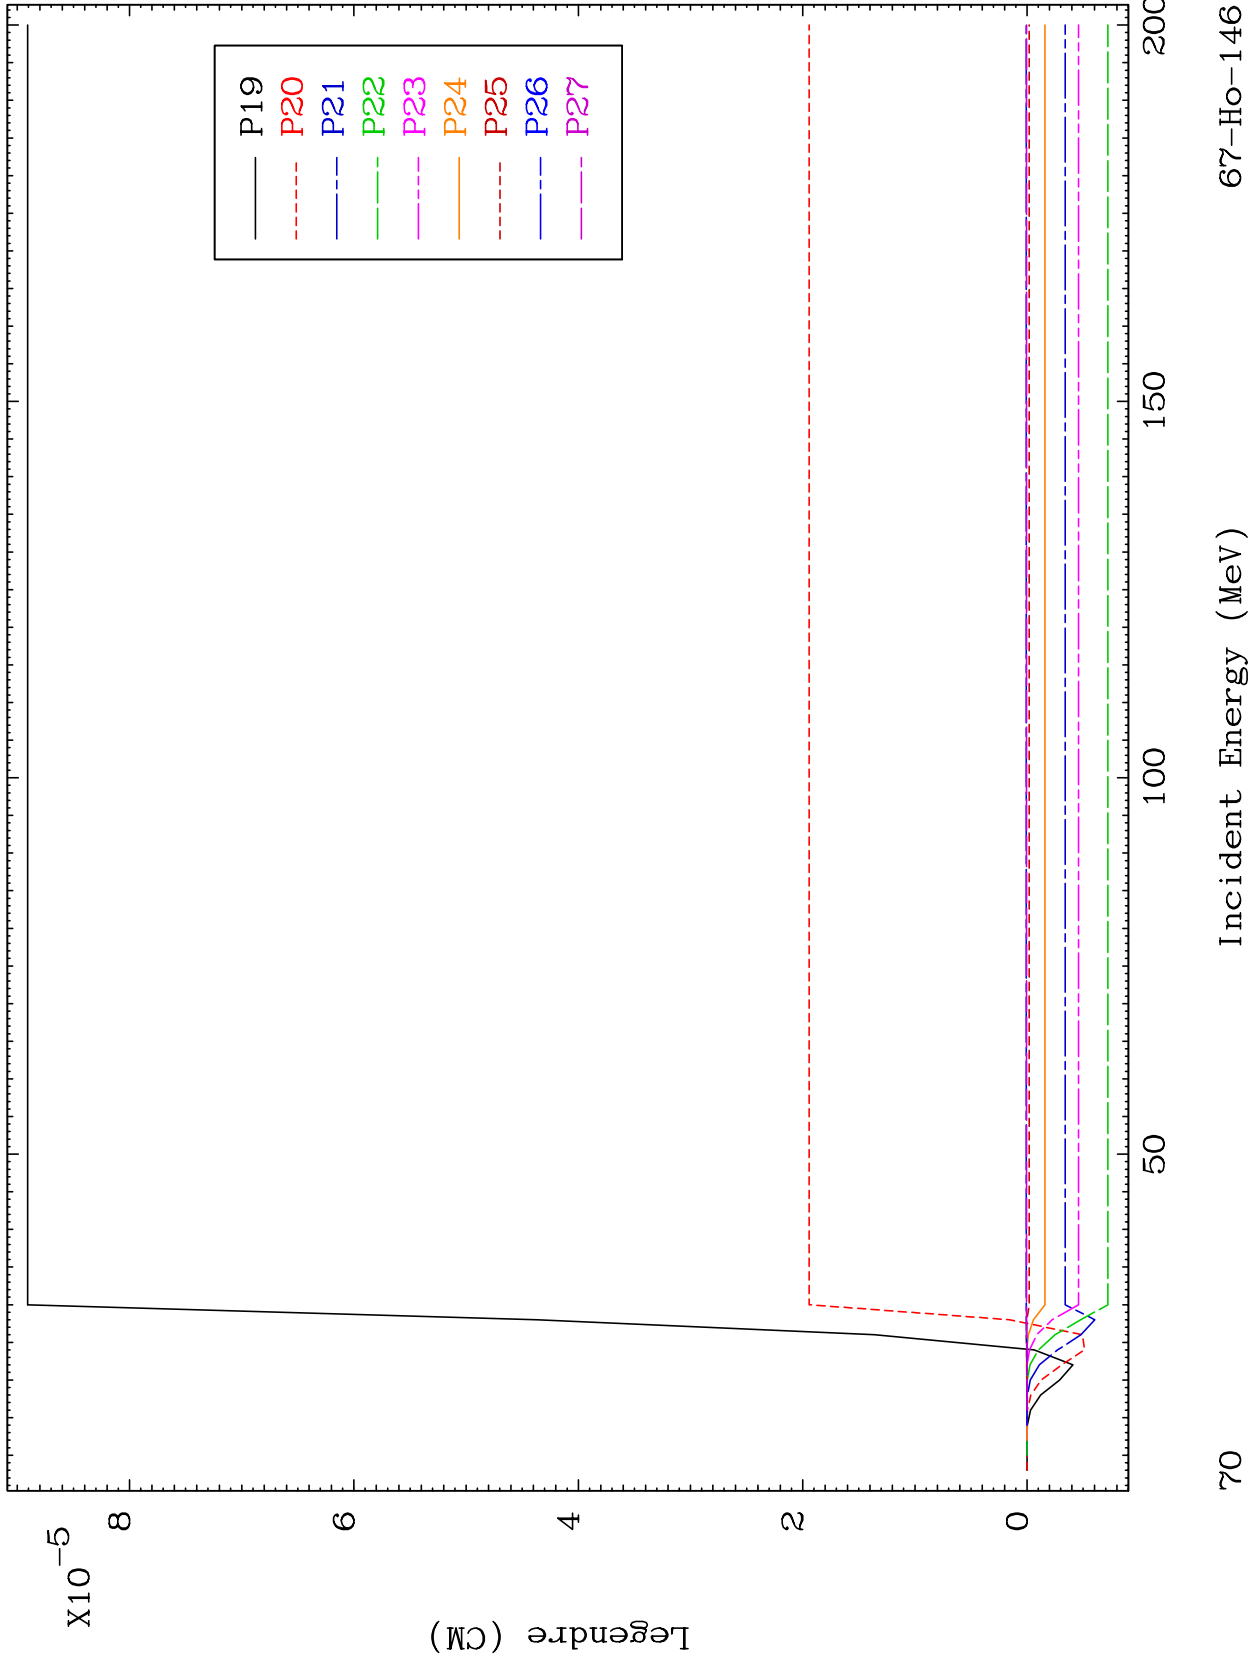 X10-5
Legendre (CM)
8
6
4
2
0
P19
P20
P21
P22
P23
P24
P25
P26
P27
50
100
150
200
Incident Energy (MeV)
70
67-Ho-146